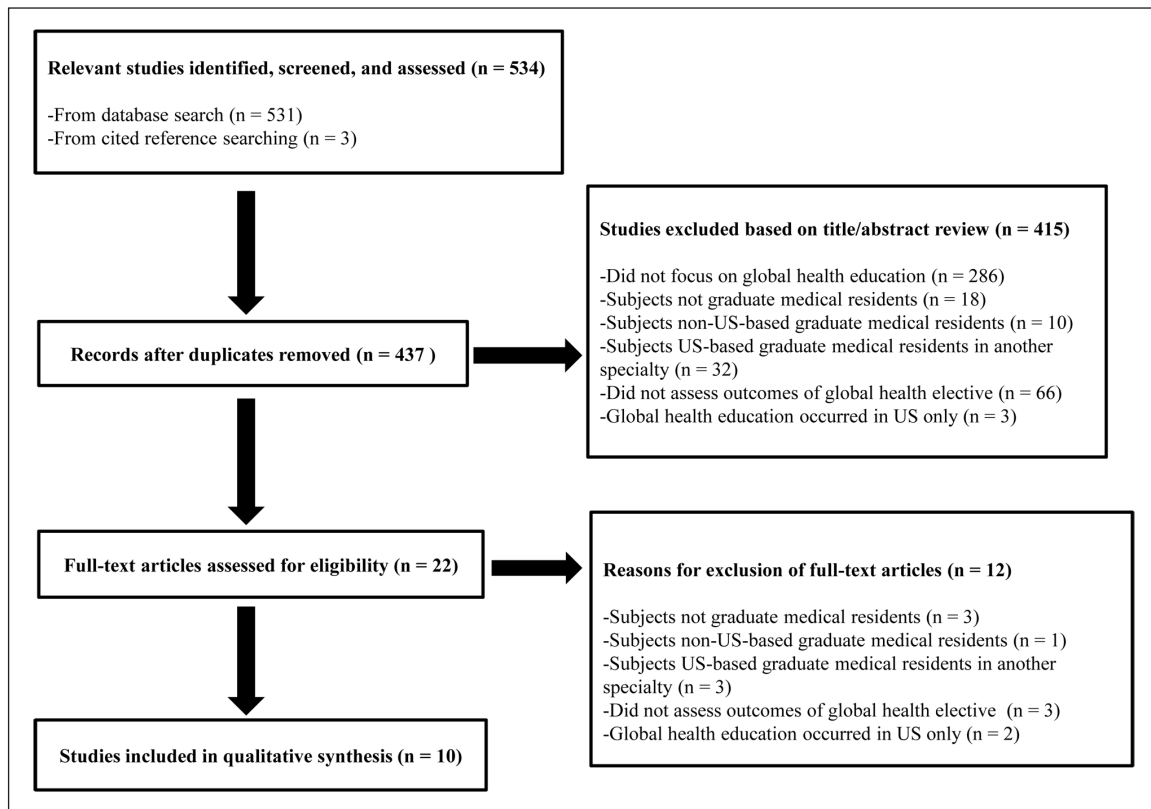 Relevant studies identified, screened, and assessed (n = 534)
-From database search (n = 531)
-From cited reference searching (n = 3)
Studies excluded based on title/abstract review (n = 415)
-Did not focus on global health education (n = 286)
-Subjects not graduate medical residents (n = 18)
-Subjects non-US-based graduate medical residents (n = 10)
-Subjects US-based graduate medical residents in another
specialty (n = 32)
-Did not assess outcomes of global health elective (n = 66)
-Global health education occurred in US only (n = 3)
Records after duplicates removed (n = 437 )
Full-text articles assessed for eligibility (n = 22)
Reasons for exclusion of full-text articles (n = 12)
-Subjects not graduate medical residents (n = 3)
-Subjects non-US-based graduate medical residents (n = 1)
-Subjects US-based graduate medical residents in another
specialty (n = 3)
-Did not assess outcomes of global health elective (n = 3)
-Global health education occurred in US only (n = 2)
Studies included in qualitative synthesis (n = 10)